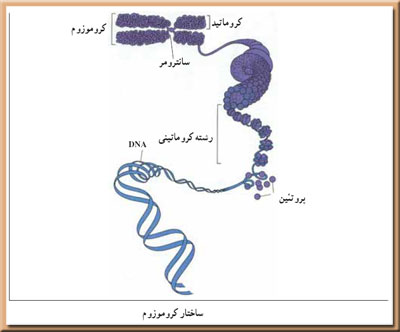 کروماتید
کروموزوم
سانترومر
رشته کروماتینی
DNA
پروتئین
ساختار کروموزوم